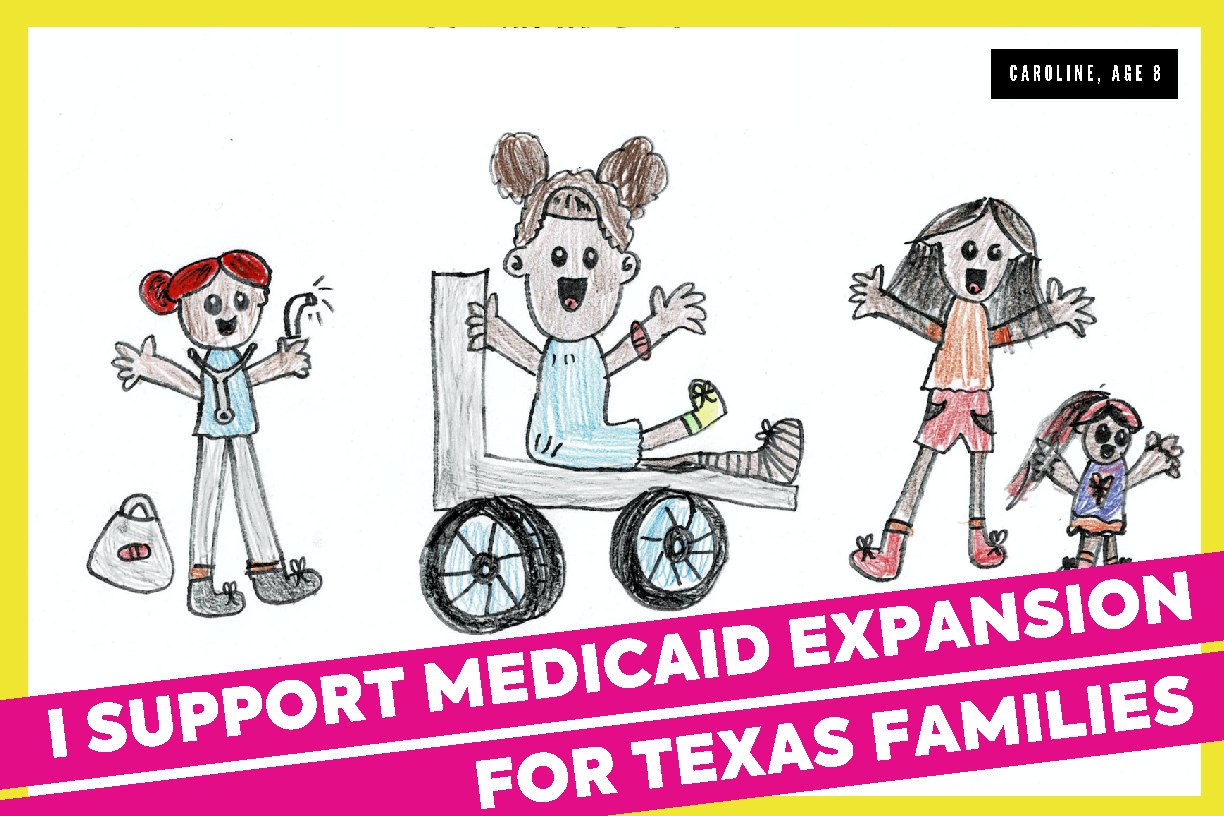 CAROLINE, AGE 8
I SUPPORT MEDICAID EXPANSION
FOR TEXAS FAMILIES